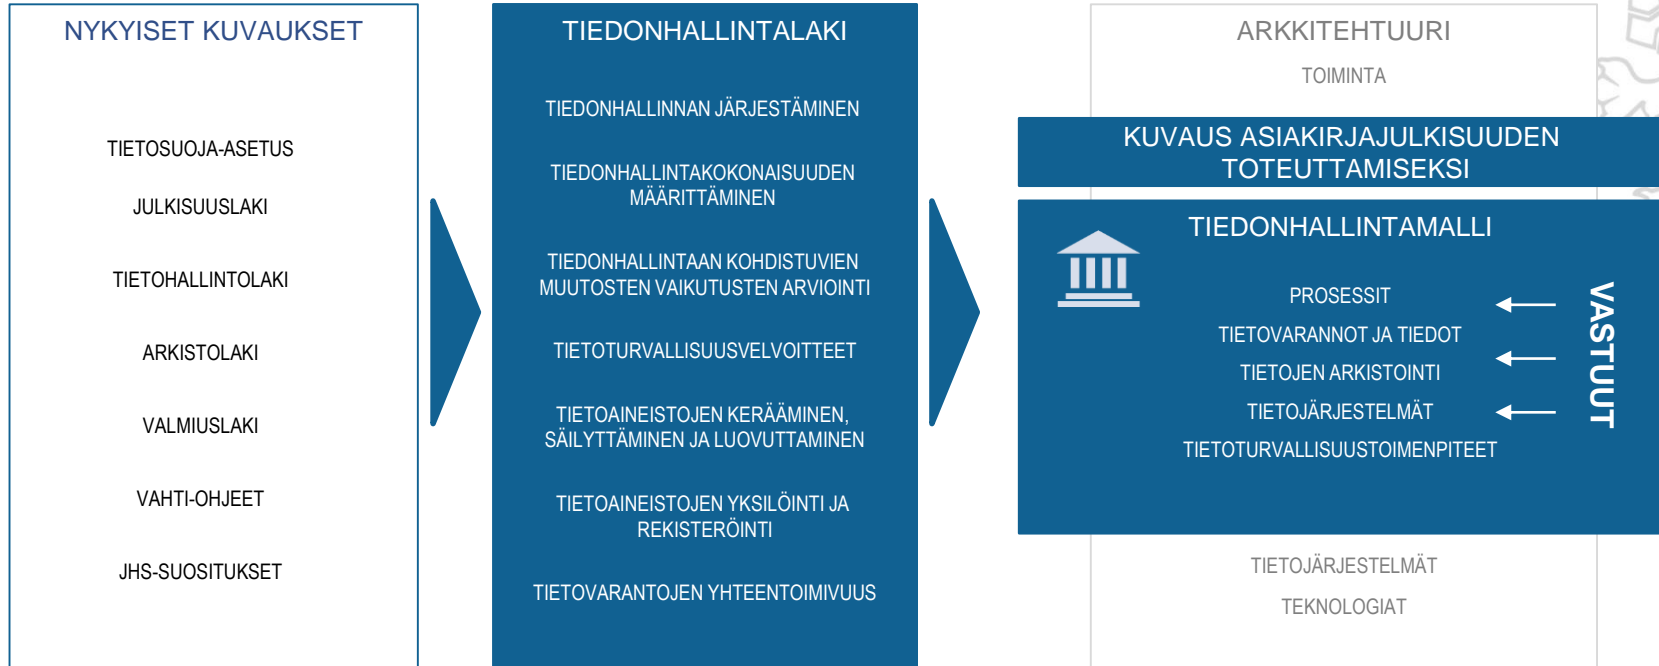 NYKYISET KUVAUKSET
TIETOSUOJA-ASETUS
JULKISUUSLAKI
TIETOHALLINTOLAKI
ARKISTOLAKI
VALMIUSLAKI
VAHTI-OHJEET
JHS-SUOSITUKSET
TIEDONHALLINTALAKI
TIEDONHALLINNAN JÄRJESTÄMINEN
TIEDONHALLINTAKOKONAISUUDEN
MÄÄRITTÄMINEN
TIEDONHALLINTAAN KOHDISTUVIEN
MUUTOSTEN VAIKUTUSTEN ARVIOINTI
TIETOTURVALLISUUSVELVOITTEET
TIETOAINEISTOJEN KERÄÄMINEN,
SÄILYTTÄMINEN JA LUOVUTTAMINEN
TIETOAINEISTOJEN YKSILÖINTI JA
REKISTERÖINTI
TIETOVARANTOJEN YHTEENTOIMIVUUS
ARKKITEHTUURI
TOIMINTA
KUVAUS ASIAKIRJAJULKISUUDEN
TOTEUTTAMISEKSI
TIEDONHALLINTAMALLI
PROSESSIT
TIETOVARANNOT JA TIEDOT
TIETOJEN ARKISTOINTI
TIETOJÄRJESTELMÄT
TIETOTURVALLISUUSTOIMENPITEET
VASTUUT
TIETOJÄRJESTELMÄT
TEKNOLOGIAT